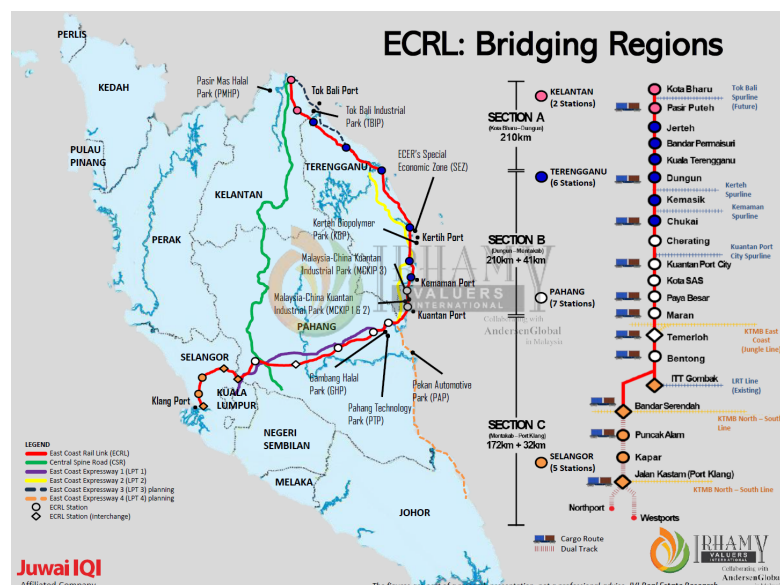 ECRL: Bridging Regions
PERLIS
KEDAH
PULAU
PINANG
PERAK
KELANTAN
TERENGGANU
PAHANG
SELANGOR
KUALA
LUMPUR
NEGERI
SEMBILAN
MELAKA
JOHOR
Klang Port
Pasir Mas Halal
Park (PMHP)
Tok Bali Port
Tok Bali Industrial
Park (TBIP)
ECER's Special
Economic Zone (SEZ)
Kerteh Biopolymer
Park (KBP)
Kertih Port
Malaysia-China Kuantan
Industrial Park (MCKIP 3)
Kemaman Port
Malaysia-China Kuantan
Industrial Park (MCKIP 1 & 2)
Kuantan Port
Gambang Halal
Park (GHP)
Pahang Technology
Park (PTP)
Pekan Automotive
Park (PAP)
IRHAMY
VALUERS
INTERNATIONAL
Collaborating with
AndersenGlobal
in Malaysia
SECTION A
(Kota Bharu - Dungun)
210km
SECTION B
(Dungun - Mentakab)
210km + 41km
SECTION C
(Mentakab - Port Klang)
172km + 32km
KELANTAN
(2 Stations)
TERENGGANU
(6 Stations)
PAHANG
(7 Stations)
SELANGOR
(5 Stations)
Kota Bharu
Pasir Puteh
Jerteh
Bandar Permaisuri
Kuala Terengganu
Dungun
Kemasik
Chukai
Cherating
Kuantan Port City
Kota SAS
Paya Besar
Maran
Temerloh
Bentong
ITT Gombak
Bandar Serendah
Puncak Alam
Kapar
Jalan Kastam (Port Klang)
Northport
Westports
Tok Bali
Spurline
(Future)
Kerteh
Spurline
Kemaman
Spurline
Kuantan Port
City Spurline
KTMB East
Coast
(Jungle Line)
LRT Line
(Existing)
KTMB North – South
Line
KTMB North – South Line
Cargo Route
Dual Track
LEGEND
East Coast Rail Link (ECRL)
Central Spine Road (CSR)
East Coast Expressway 1 (LPT 1)
East Coast Expressway 2 (LPT 2)
East Coast Expressway 3 (LPT 3) planning
East Coast Expressway 4 (LPT 4) planning
ECRL Station
ECRL Station (interchange)
Juwai IQI
Affiliated Company
IRHAMY
VALUERS
INTERNATIONAL
Collaborating with
AndersenGlobal